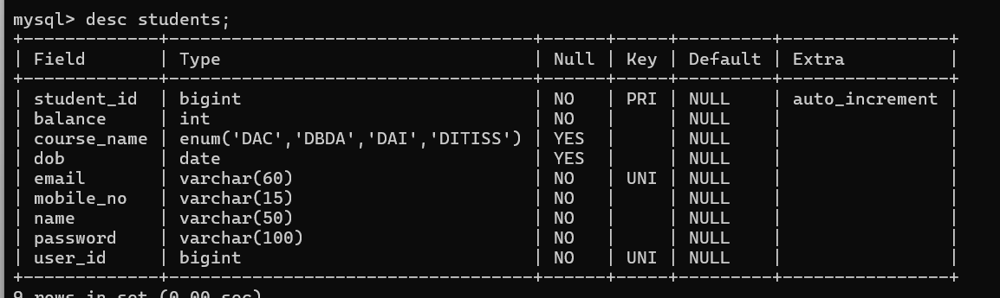 mysql> desc students;
+-------------+-----------------------------------+------+-----+---------+----------------+
| Field | Type | Null | Key | Default | Extra |
+-------------+-----------------------------------+------+-----+---------+----------------+
| student_id | bigint | NO | PRI | NULL | auto_increment |
| balance | int | NO | | NULL | |
| course_name | enum('DAC','DBDA','DAI','DITISS') | YES | | NULL | |
| dob | date | YES | | NULL | |
| email | varchar(60) | NO | UNI | NULL | |
| mobile_no | varchar(15) | NO | | NULL | |
| name | varchar(50) | NO | | NULL | |
| password | varchar(100) | NO | | NULL | |
| user_id | bigint | NO | UNI | NULL | |
+-------------+-----------------------------------+------+-----+---------+----------------+
9 rows in set (0.00 sec)